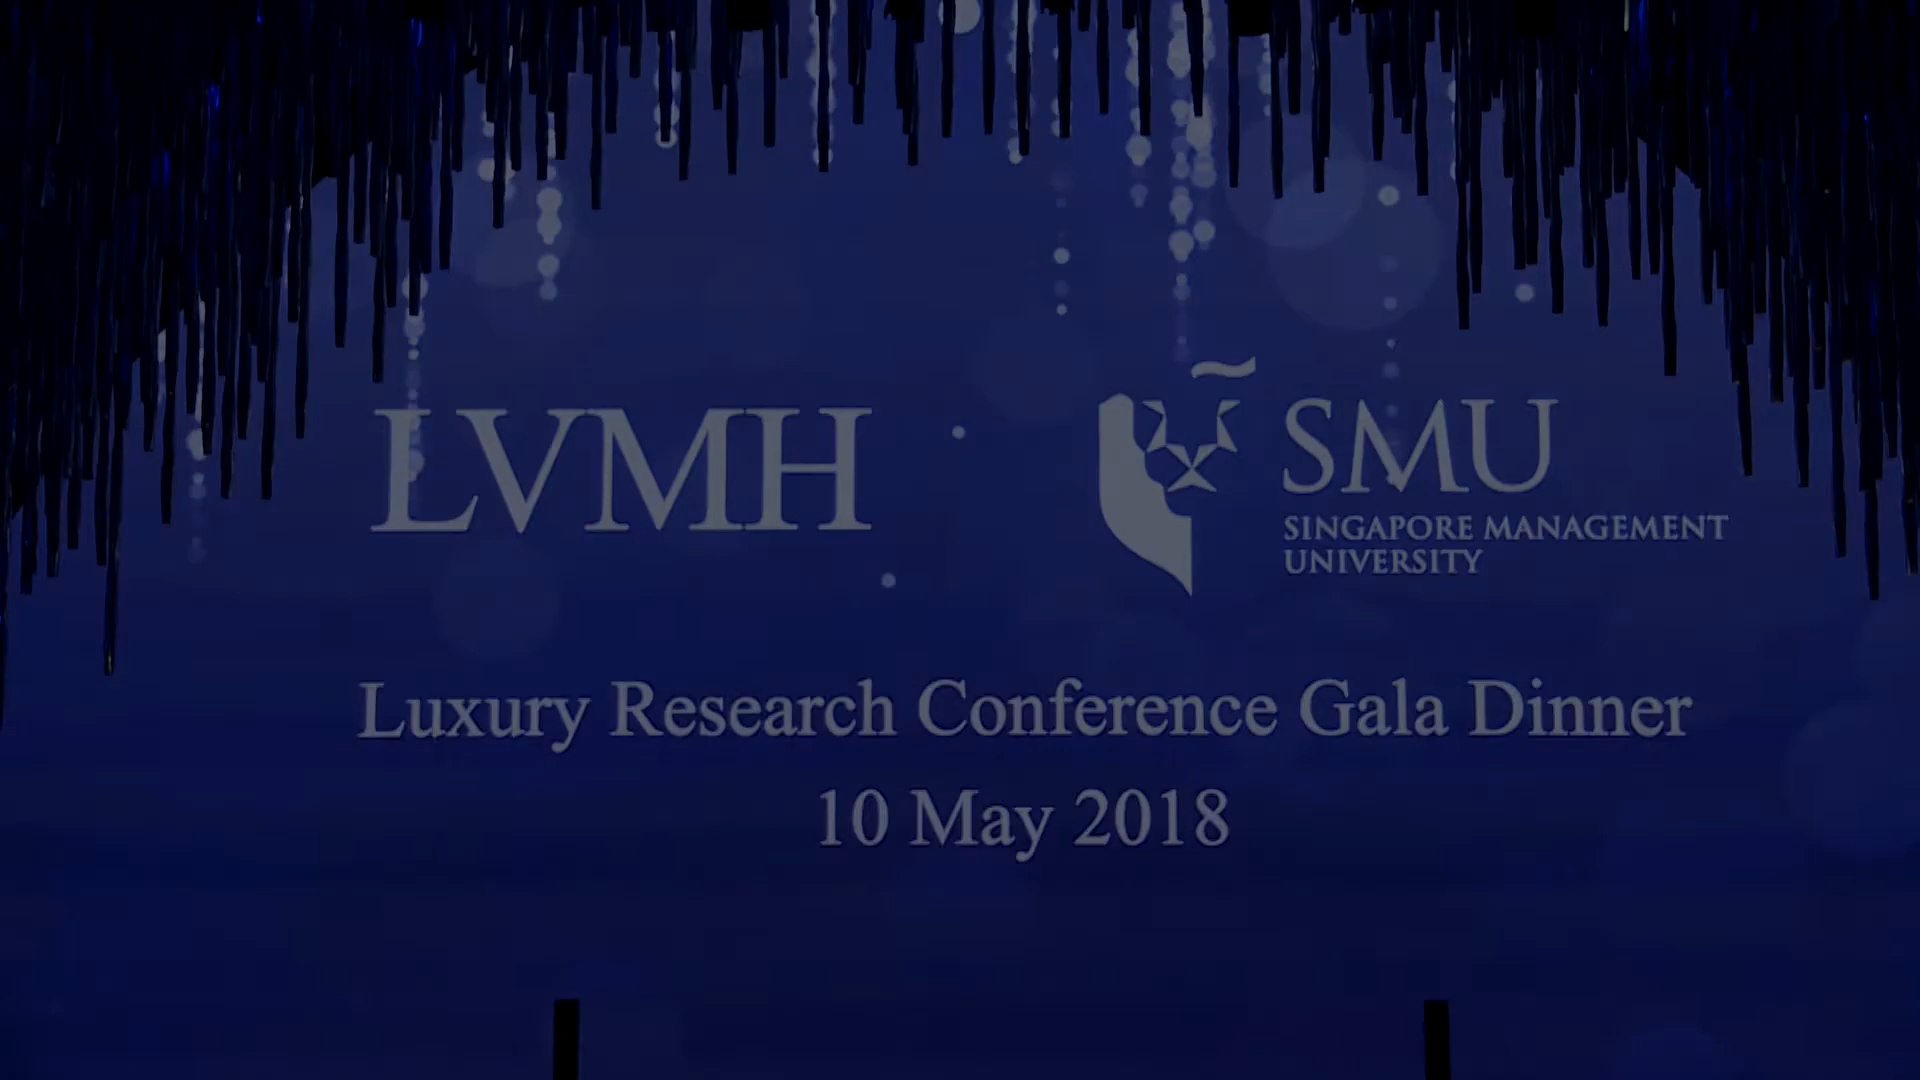 LVMH
SMU
SINGAPORE MANAGEMENT
UNIVERSITY
Luxury Research Conference Gala Dinner
10 May 2018